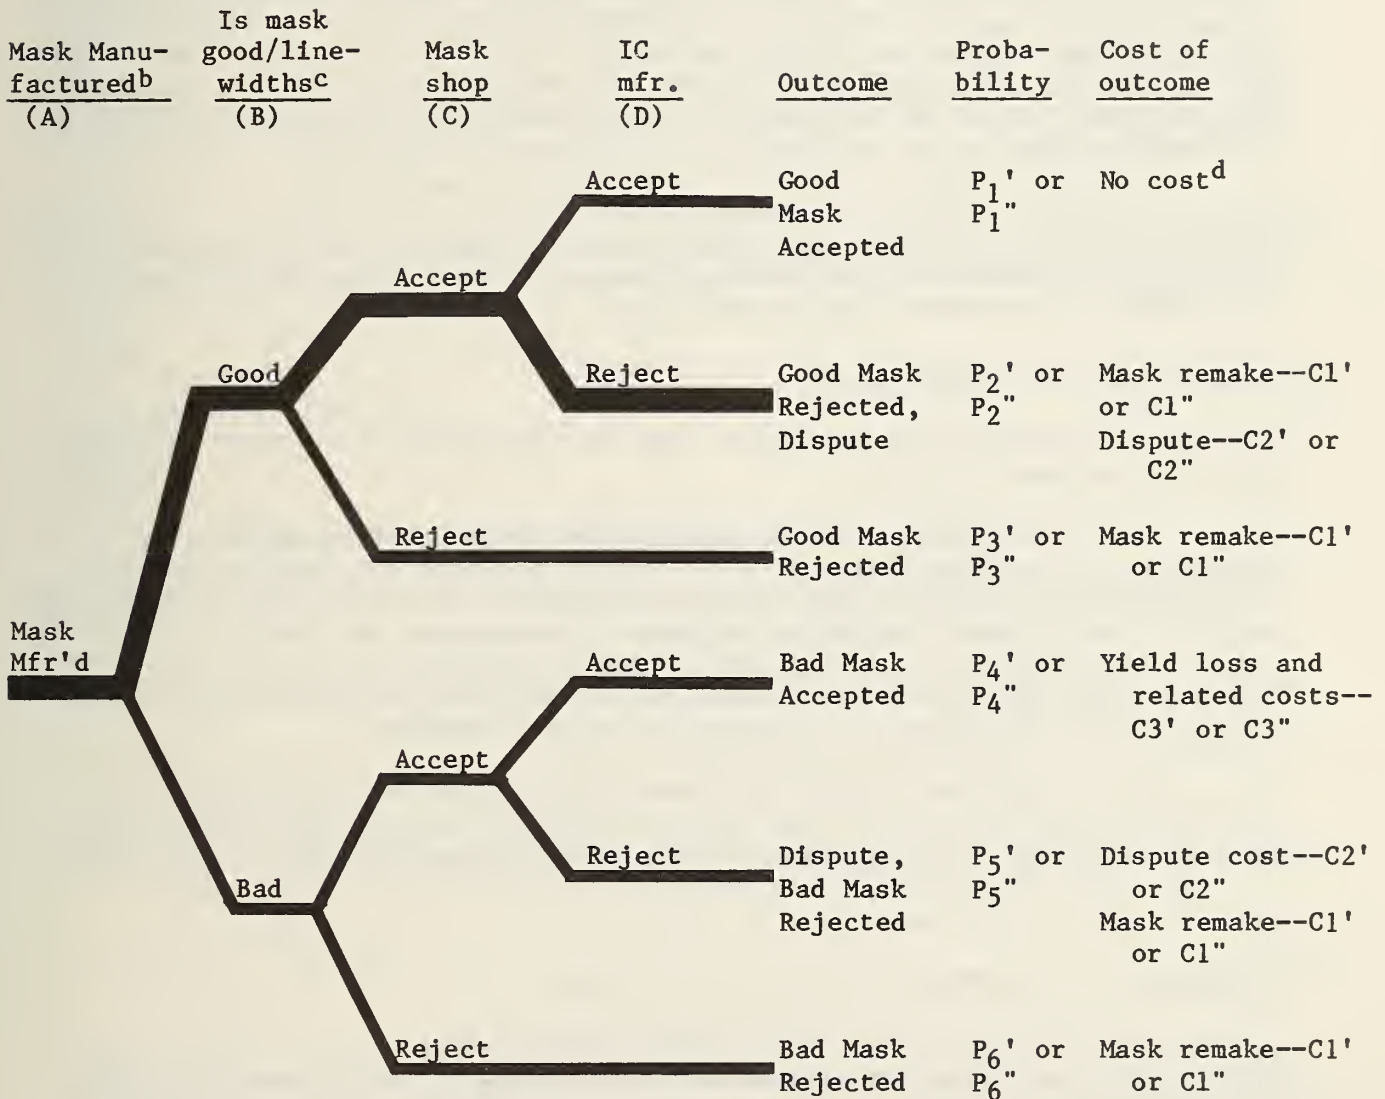 Is mask
Mask Manu- good/line- Mask IC Proba- Cost of
factured^b widths^c shop mfr. Outcome bility outcome
(A) (B) (C) (D)
Accept Good P1' or No cost^d
Mask P1"
Accepted
Accept
Good Reject Good Mask P2' or Mask remake--C1'
Rejected, P2" or C1"
Dispute Dispute--C2' or
C2"
Reject Good Mask P3' or Mask remake--C1'
Rejected P3" or C1"
Mask
Mfr'd Accept Bad Mask P4' or Yield loss and
Accepted P4" related costs--
C3' or C3"
Accept
Reject Dispute, P5' or Dispute cost--C2'
Bad Bad Mask P5" or C2"
Rejected Mask remake--C1'
or C1"
Reject Bad Mask P6' or Mask remake--C1'
Rejected P6" or C1"